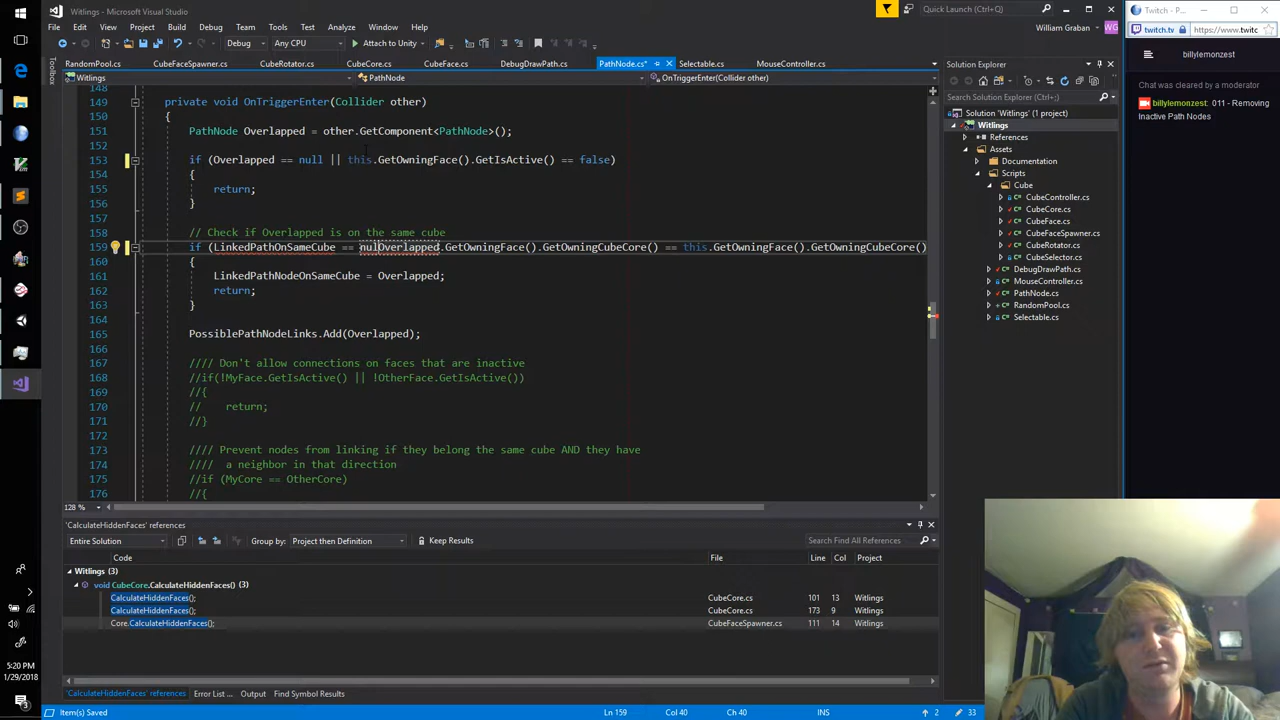 Witlings - Microsoft Visual Studio
Quick Launch (Ctrl+Q)
Twitch - P...
File Edit View Project Build Debug Team Tools Test Analyze Window Help
William Graban WG
https://www.twitc
twitch.tv
Debug Any CPU Attach to Unity
billylemonzest
RandomPool.cs CubeFaceSpawner.cs CubeRotator.cs CubeCore.cs CubeFace.cs DebugDrawPath.cs PathNode.cs* Selectable.cs MouseController.cs
Witlings PathNode OnTriggerEnter(Collider other)
Toolbox
148
149 private void OnTriggerEnter(Collider other)
150 {
151 PathNode Overlapped = other.GetComponent<PathNode>();
152
153 if (Overlapped == null || this.GetOwningFace().GetIsActive() == false)
154 {
155 return;
156 }
157
158 // Check if Overlapped is on the same cube
159 if (LinkedPathOnSameCube == nulOverlapped.GetOwningFace().GetOwningCubeCore() == this.GetOwningFace().GetOwningCubeCore()
160 {
161 LinkedPathNodeOnSameCube = Overlapped;
162 return;
163 }
164
165 PossiblePathNodeLinks.Add(Overlapped);
166
167 //// Don't allow connections on faces that are inactive
168 //if(!MyFace.GetIsActive() || !OtherFace.GetIsActive())
169 //{
170 // return;
171 //}
172
173 //// Prevent nodes from linking if they belong the same cube AND they have
174 //// a neighbor in that direction
175 //if (MyCore == OtherCore)
176 //{
128 %
Solution Explorer
Search Solution Explorer (Ctrl+;)
Solution 'Witlings' (1 project)
Witlings
References
Assets
Documentation
Scripts
Cube
CubeController.cs
CubeCore.cs
CubeFace.cs
CubeFaceSpawner.cs
CubeRotator.cs
CubeSelector.cs
DebugDrawPath.cs
MouseController.cs
PathNode.cs
RandomPool.cs
Selectable.cs
Chat was cleared by a moderator
billylemonzest: 011 - Removing
Inactive Path Nodes
'CalculateHiddenFaces' references
Entire Solution Group by: Project then Definition Keep Results Search Find All References
Code File Line Col Project
Witlings (3)
void CubeCore.CalculateHiddenFaces() (3)
CalculateHiddenFaces(); CubeCore.cs 101 13 Witlings
CalculateHiddenFaces(); CubeCore.cs 173 9 Witlings
Core.CalculateHiddenFaces(); CubeFaceSpawner.cs 111 14 Witlings
'CalculateHiddenFaces' references Error List ... Output Find Symbol Results
Item(s) Saved Ln 159 Col 40 Ch 40 INS 2 33
5:20 PM
1/29/2018